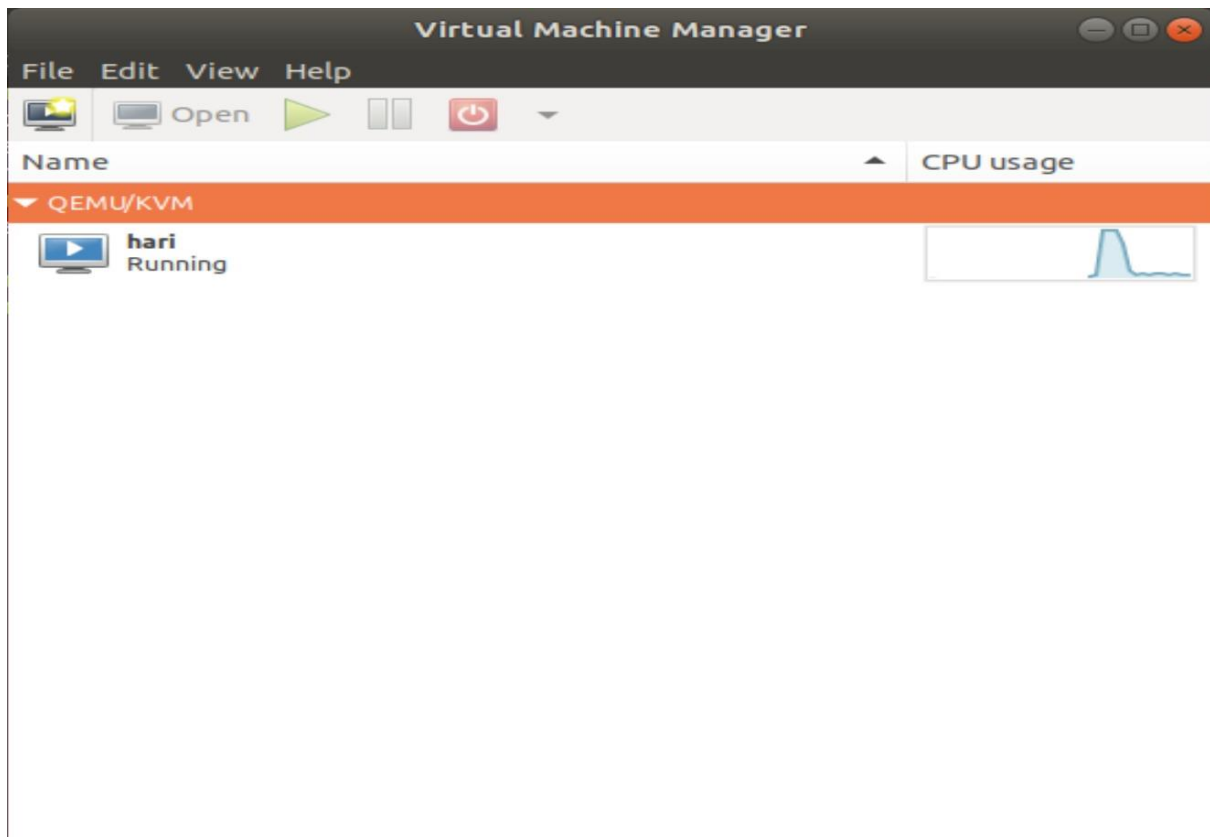 Virtual Machine Manager
File Edit View Help
Open
Name CPU usage
QEMU/KVM
hari
Running